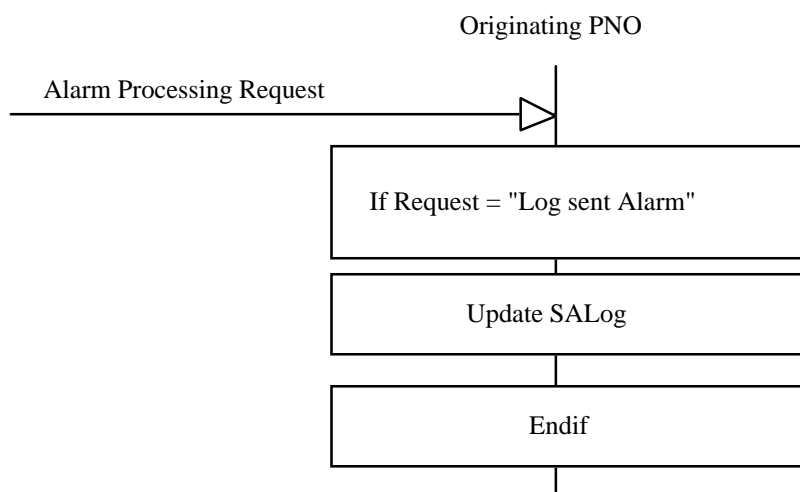 Originating PNO
Alarm Processing Request
If Request = "Log sent Alarm"
Update SALog
Endif